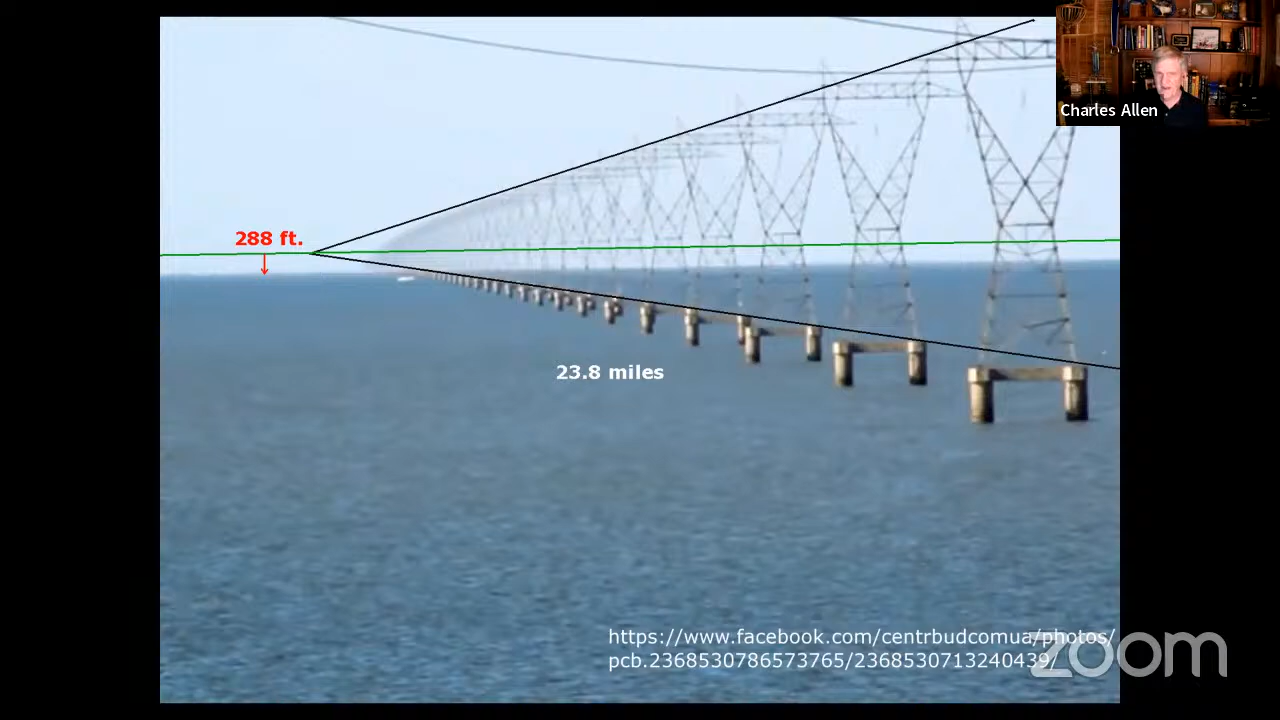 Charles Allen
288 ft.
23.8 miles
https://www.facebook.com/centrbudcomua/photos/
pcb.2368530786573765/2368530713240439/
zoom